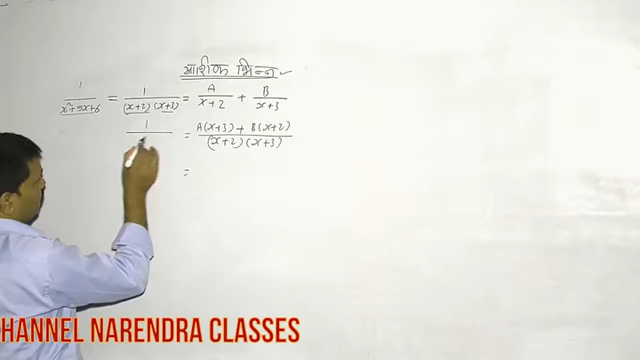 आंशिक भिन्न
1/(x²+5x+6) = 1/((x+2)(x+3)) = A/(x+2) + B/(x+3)
1/ = (A(x+3) + B(x+2))/((x+2)(x+3))
=
HANNEL NARENDRA CLASSES